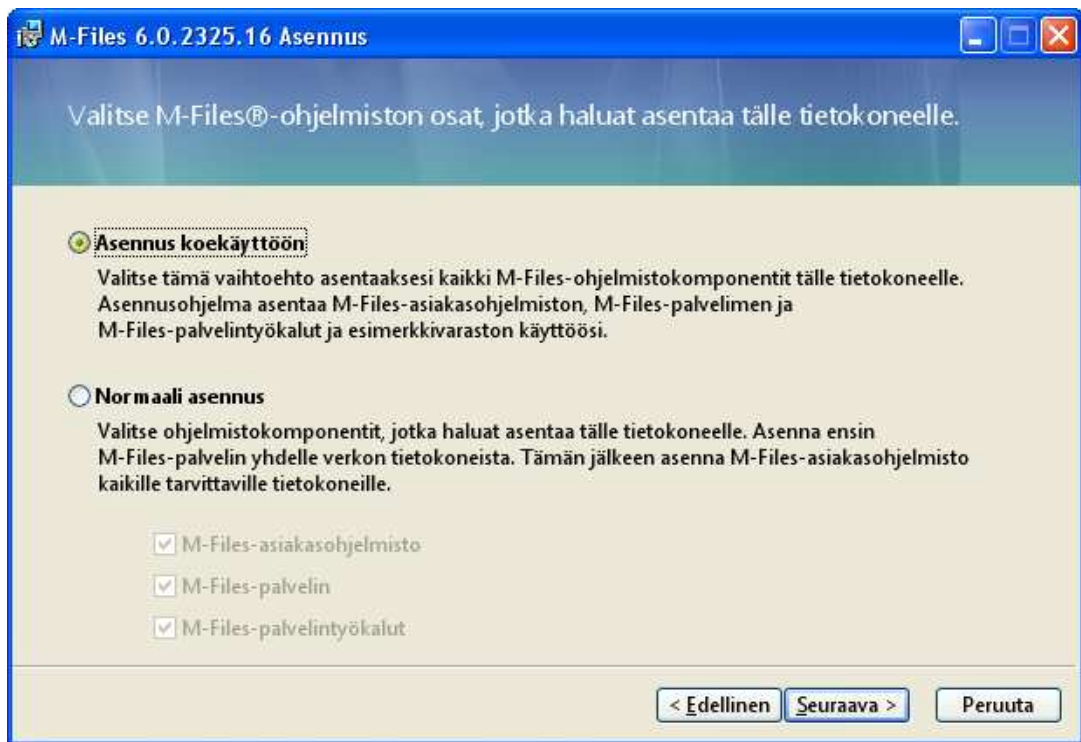 M-Files 6.0.2325.16 Asennus
Valitse M-Files®-ohjelmiston osat, jotka haluat asentaa tälle tietokoneelle.
Asennus koekäyttöön
Valitse tämä vaihtoehto asentaaksesi kaikki M-Files-ohjelmistokomponentit tälle tietokoneelle.
Asennusohjelma asentaa M-Files-asiakasohjelmiston, M-Files-palvelimen ja
M-Files-palvelintyökalut ja esimerkkivaraston käyttöösi.
Normaali asennus
Valitse ohjelmistokomponentit, jotka haluat asentaa tälle tietokoneelle. Asenna ensin
M-Files-palvelin yhdelle verkon tietokoneista. Tämän jälkeen asenna M-Files-asiakasohjelmisto
kaikille tarvittaville tietokoneille.
M-Files-asiakasohjelmisto
M-Files-palvelin
M-Files-palvelintyökalut
< Edellinen Seuraava > Peruuta